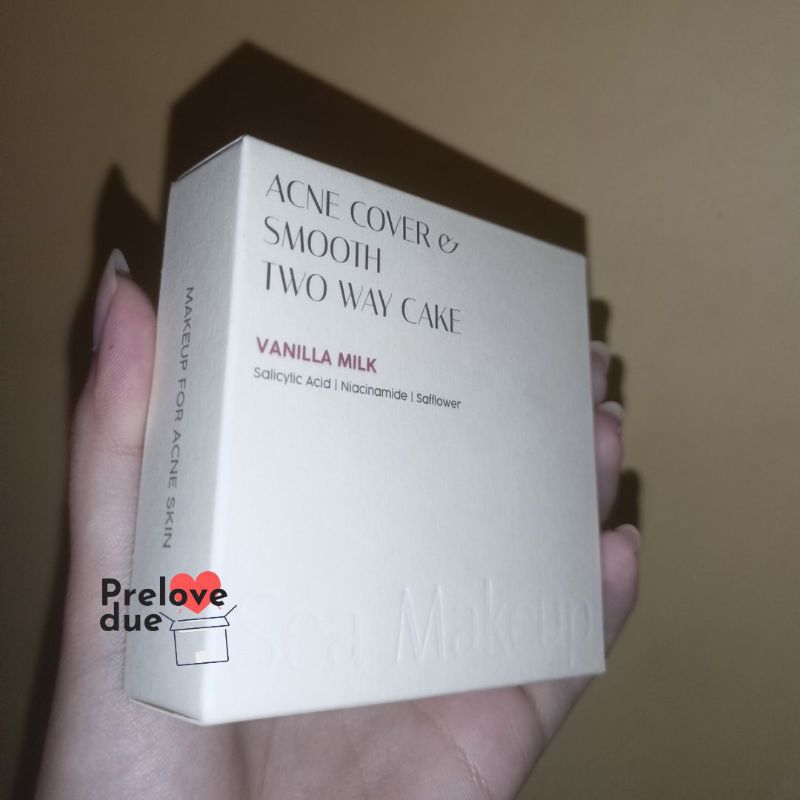 ACNE COVER &
SMOOTH
TWO WAY CAKE
VANILLA MILK
Salicylic Acid | Niacinamide | Safflower
Sea Makeup
MAKEUP FOR ACNE SKIN
Prelove
due